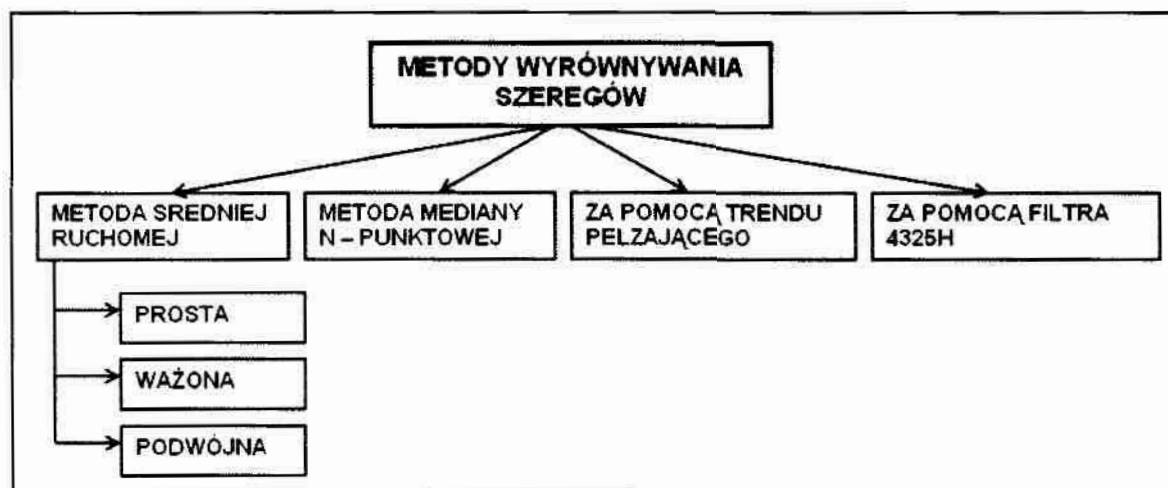 METODY WYRÓWNYWANIA
SZEREGÓW
METODA SREDNIEJ
RUCHOMEJ
METODA MEDIANY
N – PUNKTOWEJ
ZA POMOCĄ TRENDU
PELZAJĄCEGO
ZA POMOCĄ FILTRA
4325H
PROSTA
WAŻONA
PODWÓJNA